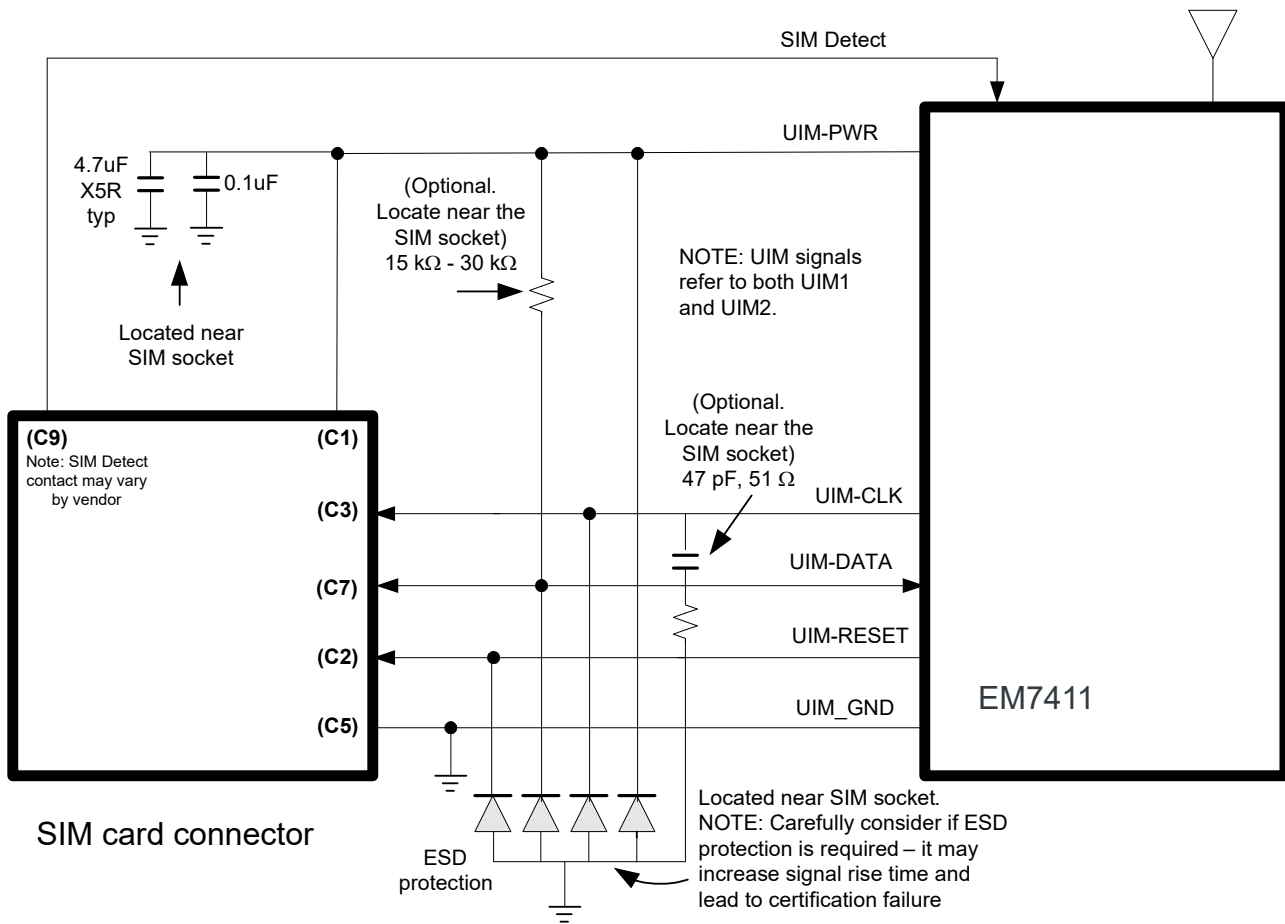 SIM Detect
UIM-PWR
4.7uF
X5R
typ
0.1uF
(Optional.
Locate near the
SIM socket)
15 kΩ - 30 kΩ
NOTE: UIM signals
refer to both UIM1
and UIM2.
Located near
SIM socket
(C9)
Note: SIM Detect
contact may vary
by vendor
(C1)
(Optional.
Locate near the
SIM socket)
47 pF, 51 Ω
(C3)
UIM-CLK
(C7)
UIM-DATA
(C2)
UIM-RESET
(C5)
UIM_GND
EM7411
SIM card connector
ESD
protection
Located near SIM socket.
NOTE: Carefully consider if ESD
protection is required – it may
increase signal rise time and
lead to certification failure